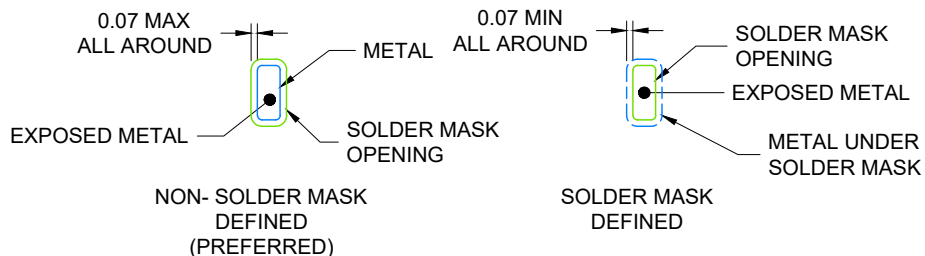 0.07 MAX
ALL AROUND
METAL
EXPOSED METAL
SOLDER MASK
OPENING
NON- SOLDER MASK
DEFINED
(PREFERRED)
0.07 MIN
ALL AROUND
SOLDER MASK
OPENING
EXPOSED METAL
METAL UNDER
SOLDER MASK
SOLDER MASK
DEFINED